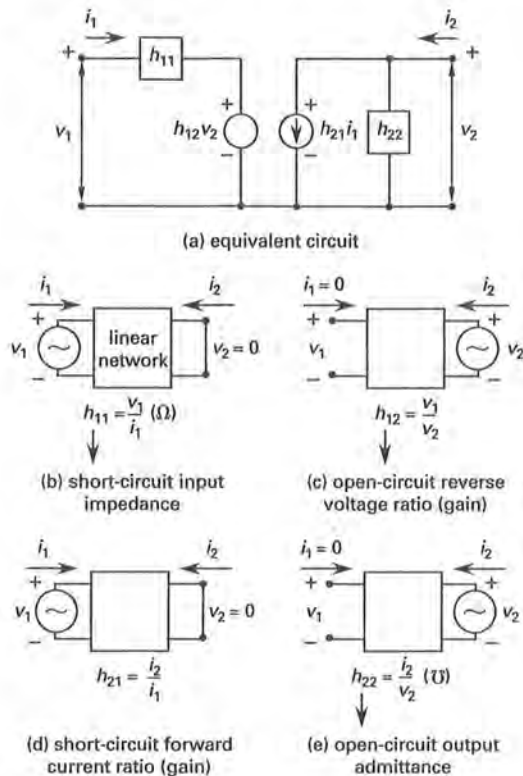 i₁ i₂
+ h₁₁ + + +
v₁ h₁₂v₂ h₂₁i₁ h₂₂ v₂
− −
(a) equivalent circuit
i₁ i₂
+ linear
v₁ network v₂ = 0
−
h₁₁ = v₁/i₁ (Ω)
(b) short-circuit input
impedance
i₁ = 0 i₂
+ +
v₁ v₂
− −
h₁₂ = v₁/v₂
(c) open-circuit reverse
voltage ratio (gain)
i₁ i₂
+
v₁ v₂ = 0
−
h₂₁ = i₂/i₁
(d) short-circuit forward
current ratio (gain)
i₁ = 0 i₂
+ +
v₁ v₂
− −
h₂₂ = i₂/v₂ (℧)
(e) open-circuit output
admittance